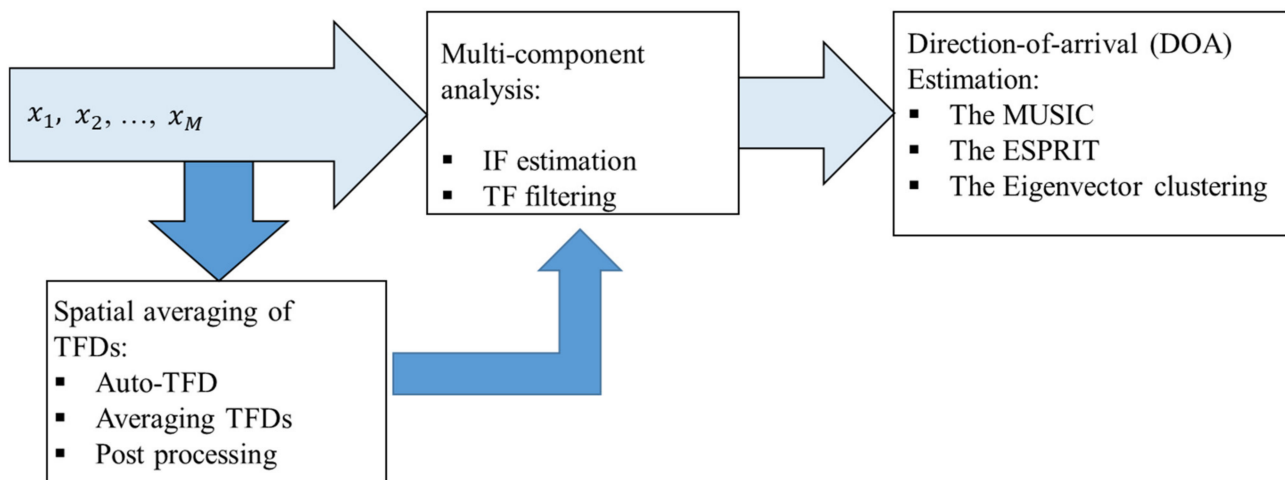 x₁, x₂, …, x_M
Multi-component
analysis:
▪ IF estimation
▪ TF filtering
Direction-of-arrival (DOA)
Estimation:
▪ The MUSIC
▪ The ESPRIT
▪ The Eigenvector clustering
Spatial averaging of
TFDs:
▪ Auto-TFD
▪ Averaging TFDs
▪ Post processing